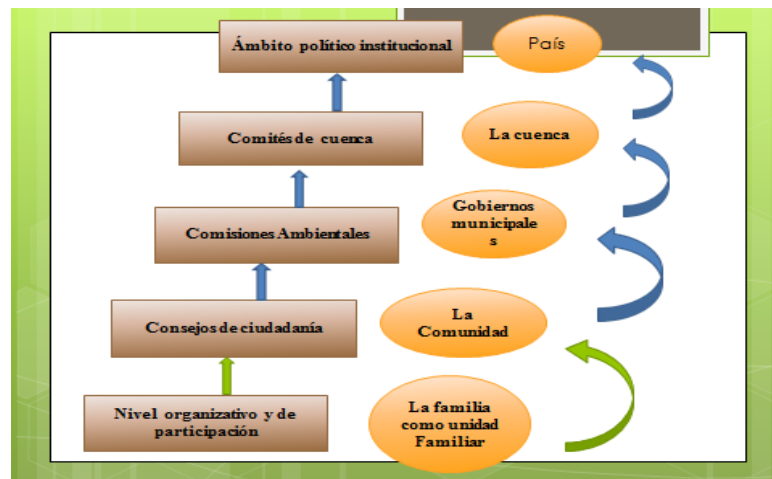 Ámbito político institucional
País
Comités de cuenca
La cuenca
Comisiones Ambientales
Gobiernos
municipale
s
Consejos de ciudadanía
La
Comunidad
Nivel organizativo y de
participación
La familia
como unidad
Familiar